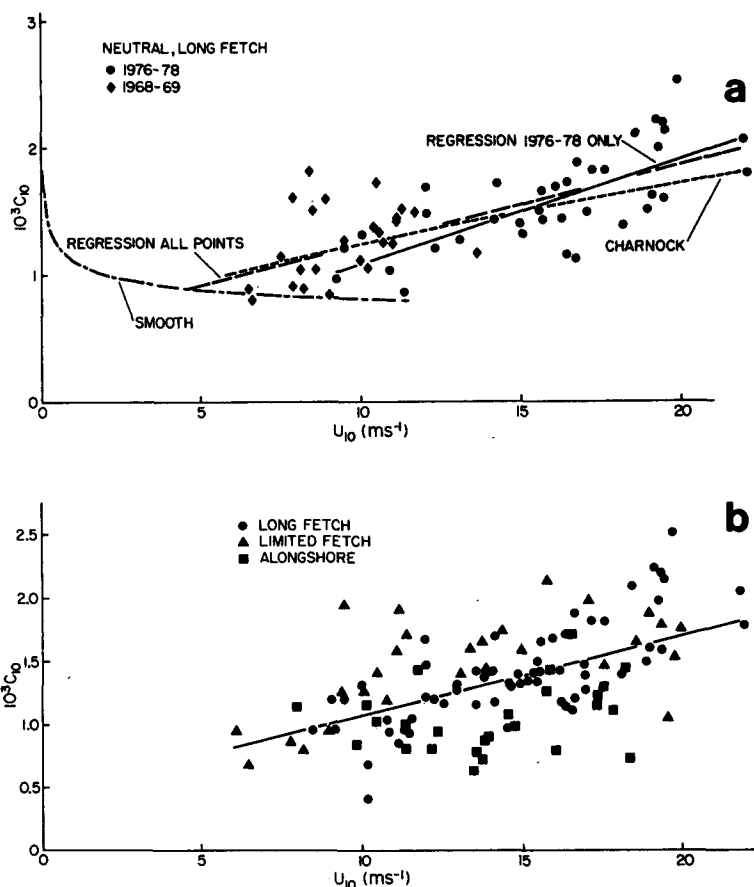 3
a
NEUTRAL, LONG FETCH
● 1976-78
◆ 1968-69
REGRESSION 1976-78 ONLY
2
10³C₁₀
REGRESSION ALL POINTS
CHARNOCK
1
SMOOTH
0
0 5 10 15 20
U₁₀ (ms⁻¹)
b
2.5
● LONG FETCH
▲ LIMITED FETCH
■ ALONGSHORE
2.0
1.5
10³C₁₀
1.0
0.5
0
0 5 10 15 20
U₁₀ (ms⁻¹)